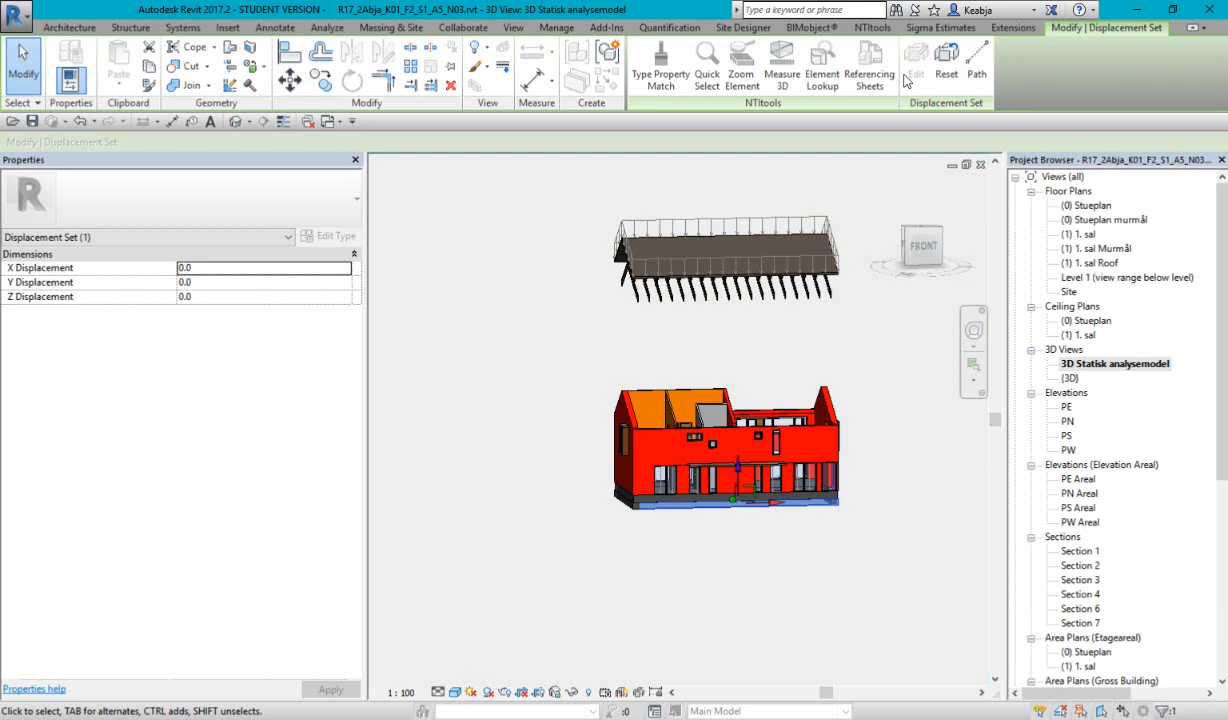 Autodesk Revit 2017.2 - STUDENT VERSION - R17_2Abja_K01_F2_S1_A5_N03.rvt - 3D View: 3D Statisk analysemodel
Type a keyword or phrase
Keabja
Architecture Structure Systems Insert Annotate Analyze Massing & Site Collaborate View Manage Add-Ins Quantification Site Designer BIMobject® NTItools Sigma Estimates Extensions Modify | Displacement Set
Modify
Paste
Cope
Cut
Join
Type Property Match
Quick Select
Zoom Element
Measure 3D
Element Lookup
Referencing Sheets
Edit
Reset
Path
Select Properties Clipboard Geometry Modify View Measure Create NTItools Displacement Set
Modify | Displacement Set
Properties
Displacement Set (1)
Edit Type
Dimensions
X Displacement 0.0
Y Displacement 0.0
Z Displacement 0.0
Properties help
Apply
FRONT
1 : 100
Project Browser - R17_2Abja_K01_F2_S1_A5_N03...
Views (all)
Floor Plans
(0) Stueplan
(0) Stueplan murmål
(1) 1. sal
(1) 1. sal Murmål
(1) 1. sal Roof
Level 1 (view range below level)
Site
Ceiling Plans
(0) Stueplan
(1) 1. sal
3D Views
3D Statisk analysemodel
{3D}
Elevations
PE
PN
PS
PW
Elevations (Elevation Areal)
PE Areal
PN Areal
PS Areal
PW Areal
Sections
Section 1
Section 2
Section 3
Section 4
Section 6
Section 7
Area Plans (Etageareal)
(0) Stueplan
(1) 1. sal
Area Plans (Gross Building)
Click to select, TAB for alternates, CTRL adds, SHIFT unselects.
:0
Main Model
:1